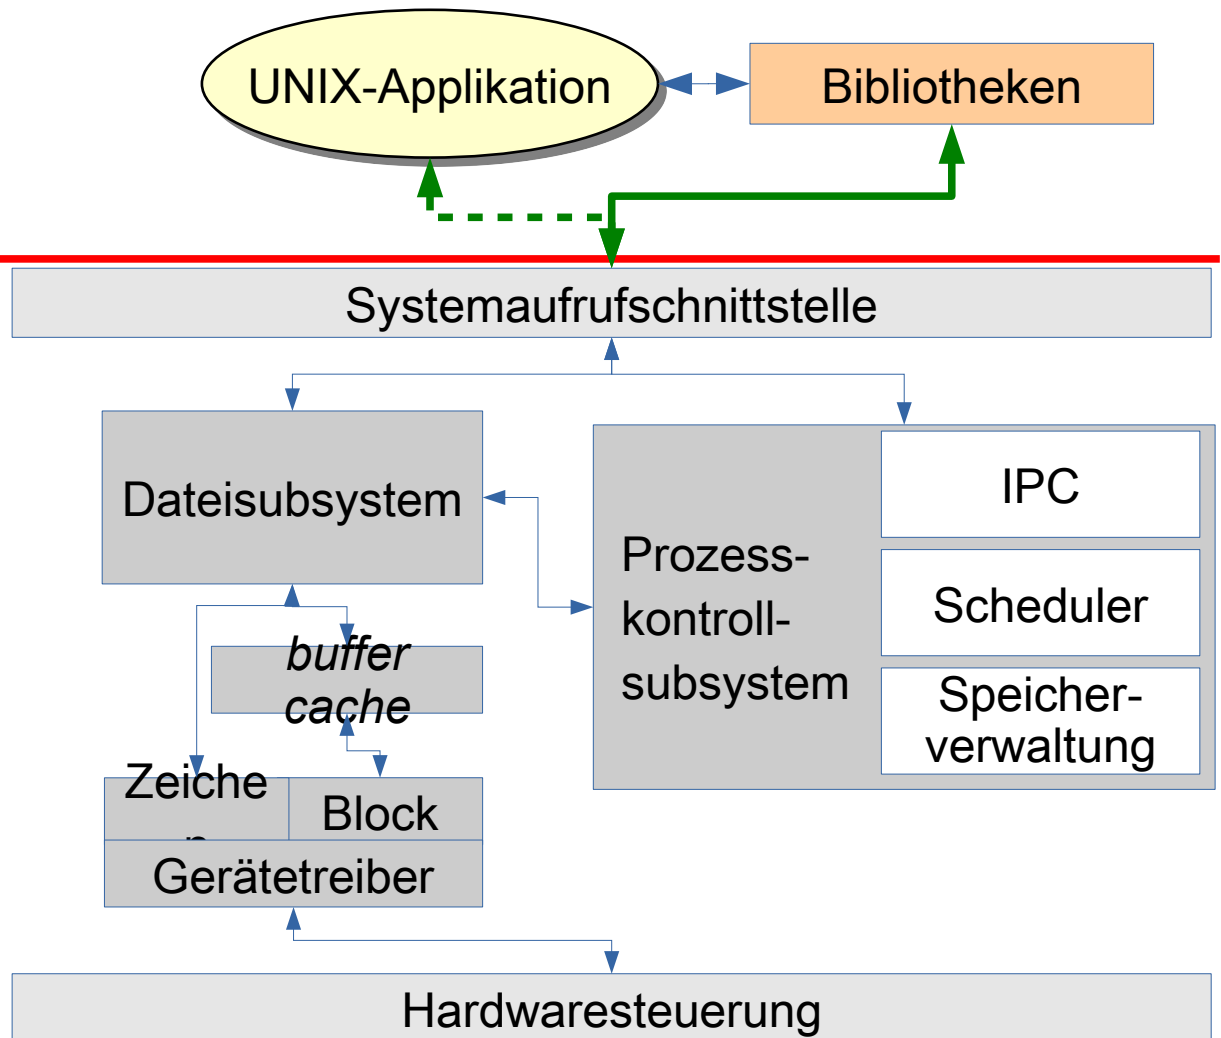 UNIX-Applikation
Bibliotheken
Systemaufrufschnittstelle
Dateisubsystem
IPC
Prozess-
kontroll-
subsystem
Scheduler
buffer
cache
Speicher-
verwaltung
Zeiche
n
Block
Gerätetreiber
Hardwaresteuerung